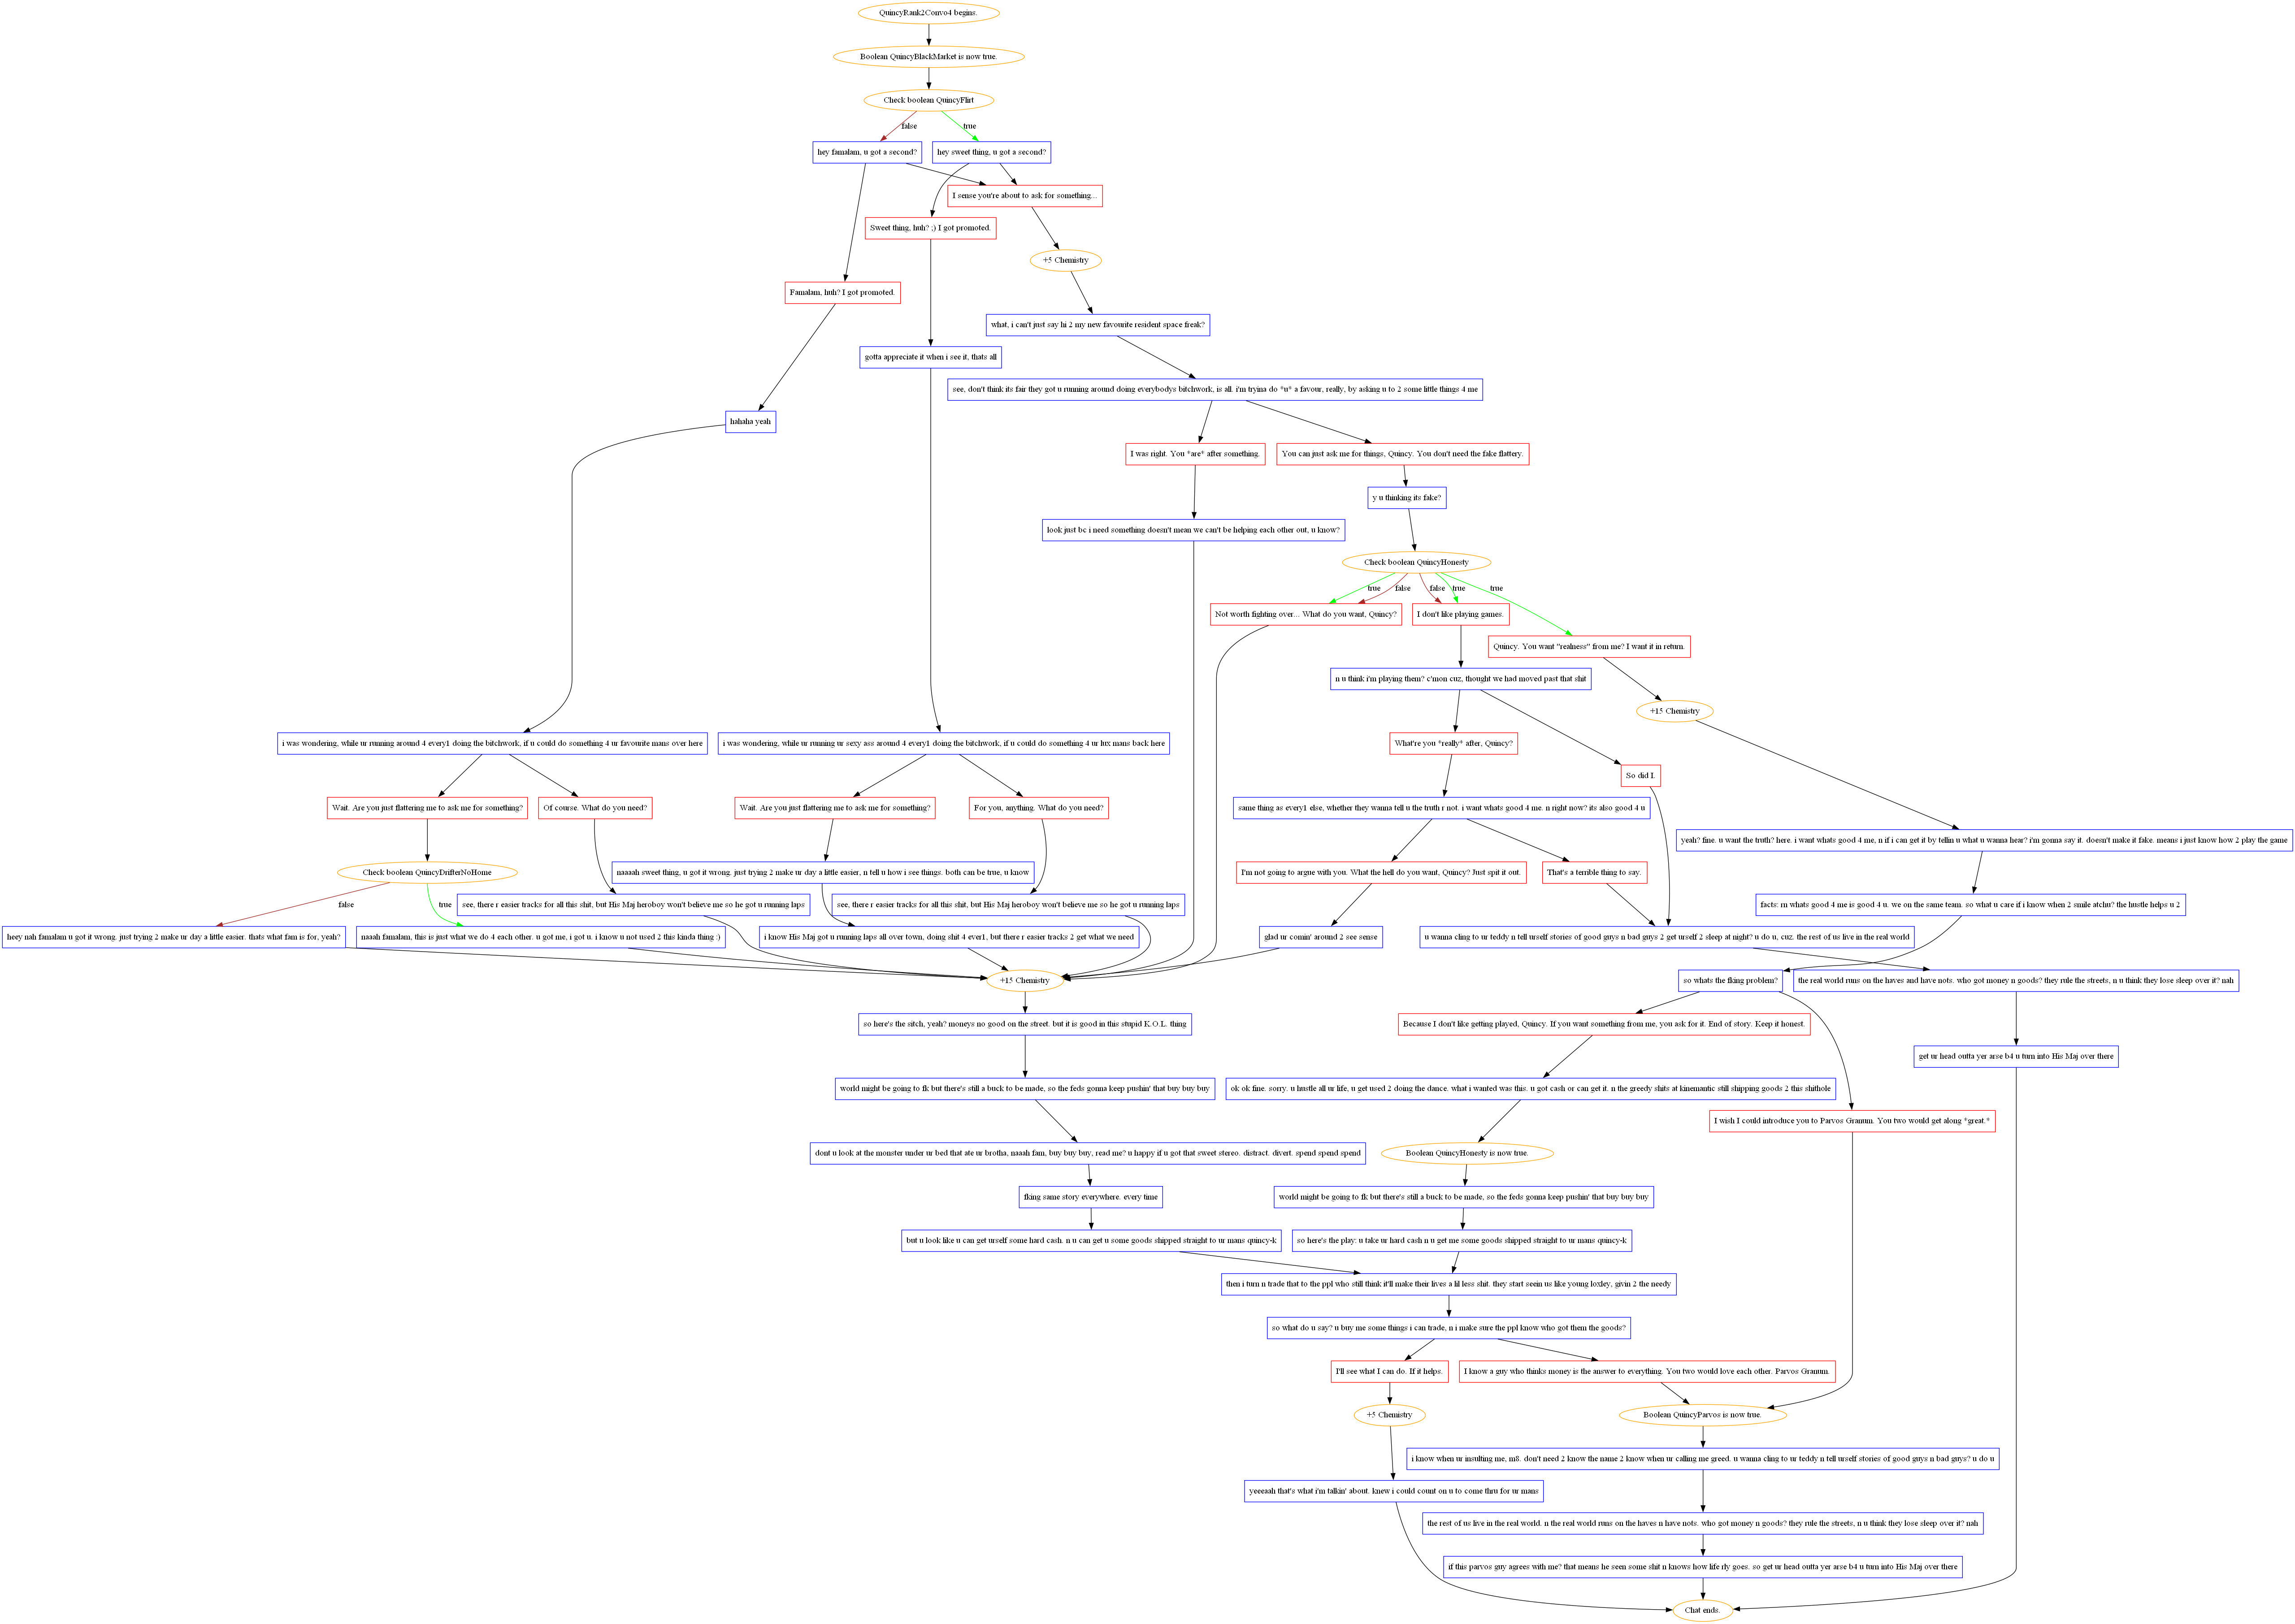 QuincyRank2Convo4 begins.
Boolean QuincyBlackMarket is now true.
Check boolean QuincyFlirt
false
true
hey famalam, u got a second?
hey sweet thing, u got a second?
I sense you're about to ask for something...
Sweet thing, huh? ;) I got promoted.
+5 Chemistry
Famalam, huh? I got promoted.
what, i can't just say hi 2 my new favourite resident space freak?
gotta appreciate it when i see it, thats all
see, don't think its fair they got u running around doing everybodys bitchwork, is all. i'm tryina do *u* a favour, really, by asking u to 2 some little things 4 me
hahaha yeah
I was right. You *are* after something.
You can just ask me for things, Quincy. You don't need the fake flattery.
y u thinking its fake?
look just bc i need something doesn't mean we can't be helping each other out, u know?
Check boolean QuincyHonesty
true
false
false
true
true
Not worth fighting over... What do you want, Quincy?
I don't like playing games.
Quincy. You want "realness" from me? I want it in return.
n u think i'm playing them? c'mon cuz, thought we had moved past that shit
+15 Chemistry
i was wondering, while ur running around 4 every1 doing the bitchwork, if u could do something 4 ur favourite mans over here
i was wondering, while ur running ur sexy ass around 4 every1 doing the bitchwork, if u could do something 4 ur lux mans back here
What're you *really* after, Quincy?
So did I.
Wait. Are you just flattering me to ask me for something?
Of course. What do you need?
Wait. Are you just flattering me to ask me for something?
For you, anything. What do you need?
same thing as every1 else, whether they wanna tell u the truth r not. i want whats good 4 me. n right now? its also good 4 u
yeah? fine. u want the truth? here. i want whats good 4 me, n if i can get it by tellin u what u wanna hear? i'm gonna say it. doesn't make it fake. means i just know how 2 play the game
Check boolean QuincyDrifterNoHome
naaaah sweet thing, u got it wrong. just trying 2 make ur day a little easier, n tell u how i see things. both can be true, u know
I'm not going to argue with you. What the hell do you want, Quincy? Just spit it out.
That's a terrible thing to say.
false
true
see, there r easier tracks for all this shit, but His Maj heroboy won't believe me so he got u running laps
see, there r easier tracks for all this shit, but His Maj heroboy won't believe me so he got u running laps
facts: rn whats good 4 me is good 4 u. we on the same team. so what u care if i know when 2 smile atchu? the hustle helps u 2
heey nah famalam u got it wrong. just trying 2 make ur day a little easier. thats what fam is for, yeah?
naaah famalam, this is just what we do 4 each other. u got me, i got u. i know u not used 2 this kinda thing ;)
i know His Maj got u running laps all over town, doing shit 4 ever1, but there r easier tracks 2 get what we need
glad ur comin' around 2 see sense
u wanna cling to ur teddy n tell urself stories of good guys n bad guys 2 get urself 2 sleep at night? u do u, cuz. the rest of us live in the real world
+15 Chemistry
so whats the fking problem?
the real world runs on the haves and have nots. who got money n goods? they rule the streets, n u think they lose sleep over it? nah
so here's the sitch, yeah? moneys no good on the street. but it is good in this stupid K.O.L. thing
Because I don't like getting played, Quincy. If you want something from me, you ask for it. End of story. Keep it honest.
get ur head outta yer arse b4 u turn into His Maj over there
world might be going to fk but there's still a buck to be made, so the feds gonna keep pushin' that buy buy buy
ok ok fine. sorry. u hustle all ur life, u get used 2 doing the dance. what i wanted was this. u got cash or can get it. n the greedy shits at kinemantic still shipping goods 2 this shithole
I wish I could introduce you to Parvos Granum. You two would get along *great.*
dont u look at the monster under ur bed that ate ur brotha, naaah fam, buy buy buy, read me? u happy if u got that sweet stereo. distract. divert. spend spend spend
Boolean QuincyHonesty is now true.
fking same story everywhere. every time
world might be going to fk but there's still a buck to be made, so the feds gonna keep pushin' that buy buy buy
but u look like u can get urself some hard cash. n u can get u some goods shipped straight to ur mans quincy-k
so here's the play: u take ur hard cash n u get me some goods shipped straight to ur mans quincy-k
then i turn n trade that to the ppl who still think it'll make their lives a lil less shit. they start seein us like young loxley, givin 2 the needy
so what do u say? u buy me some things i can trade, n i make sure the ppl know who got them the goods?
I'll see what I can do. If it helps.
I know a guy who thinks money is the answer to everything. You two would love each other. Parvos Granum.
+5 Chemistry
Boolean QuincyParvos is now true.
i know when ur insulting me, m8. don't need 2 know the name 2 know when ur calling me greed. u wanna cling to ur teddy n tell urself stories of good guys n bad guys? u do u
yeeeaah that's what i'm talkin' about. knew i could count on u to come thru for ur mans
the rest of us live in the real world. n the real world runs on the haves n have nots. who got money n goods? they rule the streets, n u think they lose sleep over it? nah
if this parvos guy agrees with me? that means he seen some shit n knows how life rly goes. so get ur head outta yer arse b4 u turn into His Maj over there
Chat ends.